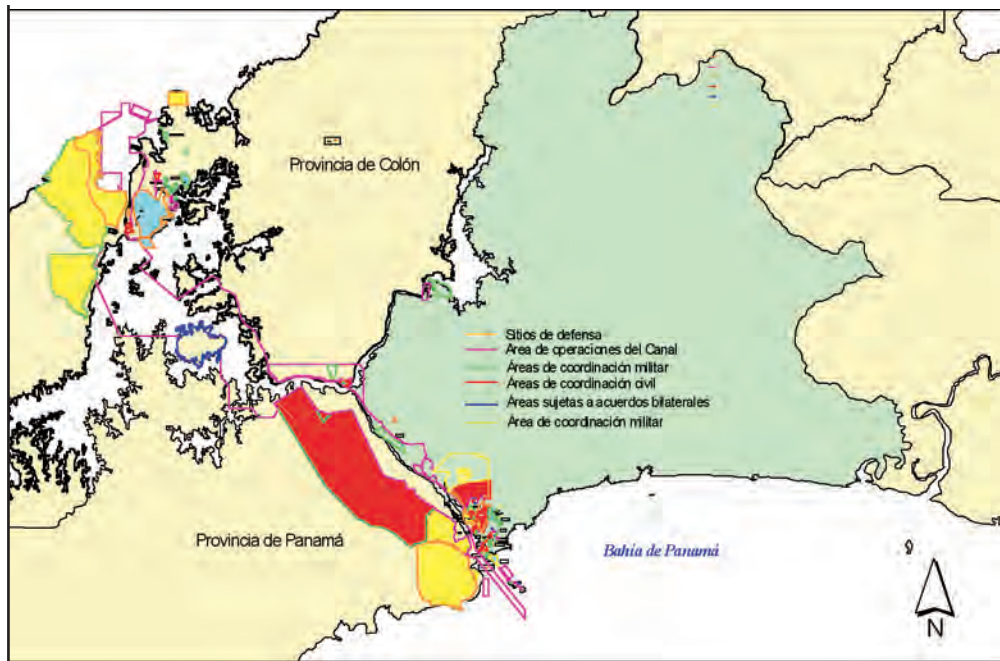 Provincia de Colón
Sitios de defensa
Área de operaciones del Canal
Áreas de coordinación militar
Áreas de coordinación civil
Áreas sujetas a acuerdos bilaterales
Área de coordinación militar
Provincia de Panamá
Bahía de Panamá
N